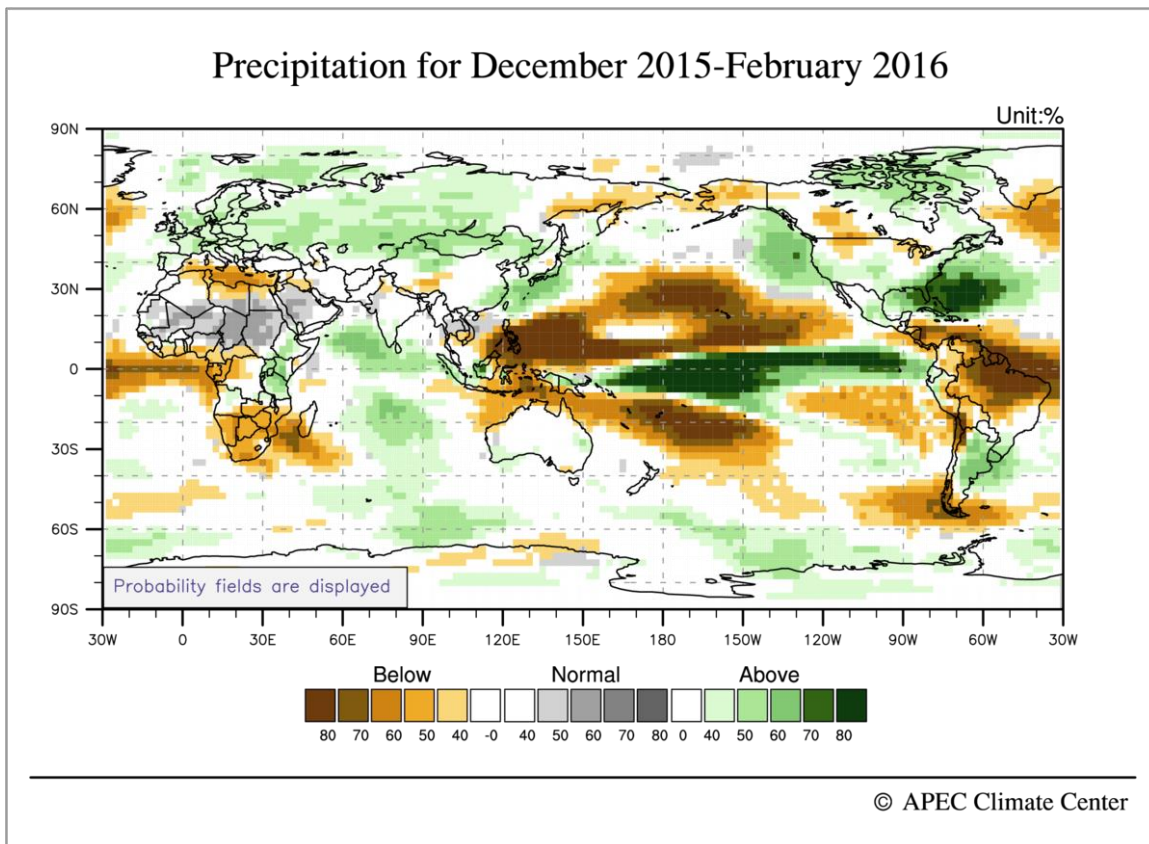 Precipitation for December 2015-February 2016
Unit:%
90N
60N
30N
0
30S
60S
90S
Probability fields are displayed
30W 0 30E 60E 90E 120E 150E 180 150W 120W 90W 60W 30W
Below Normal Above
80 70 60 50 40 -0 40 50 60 70 80 0 40 50 60 70 80
© APEC Climate Center